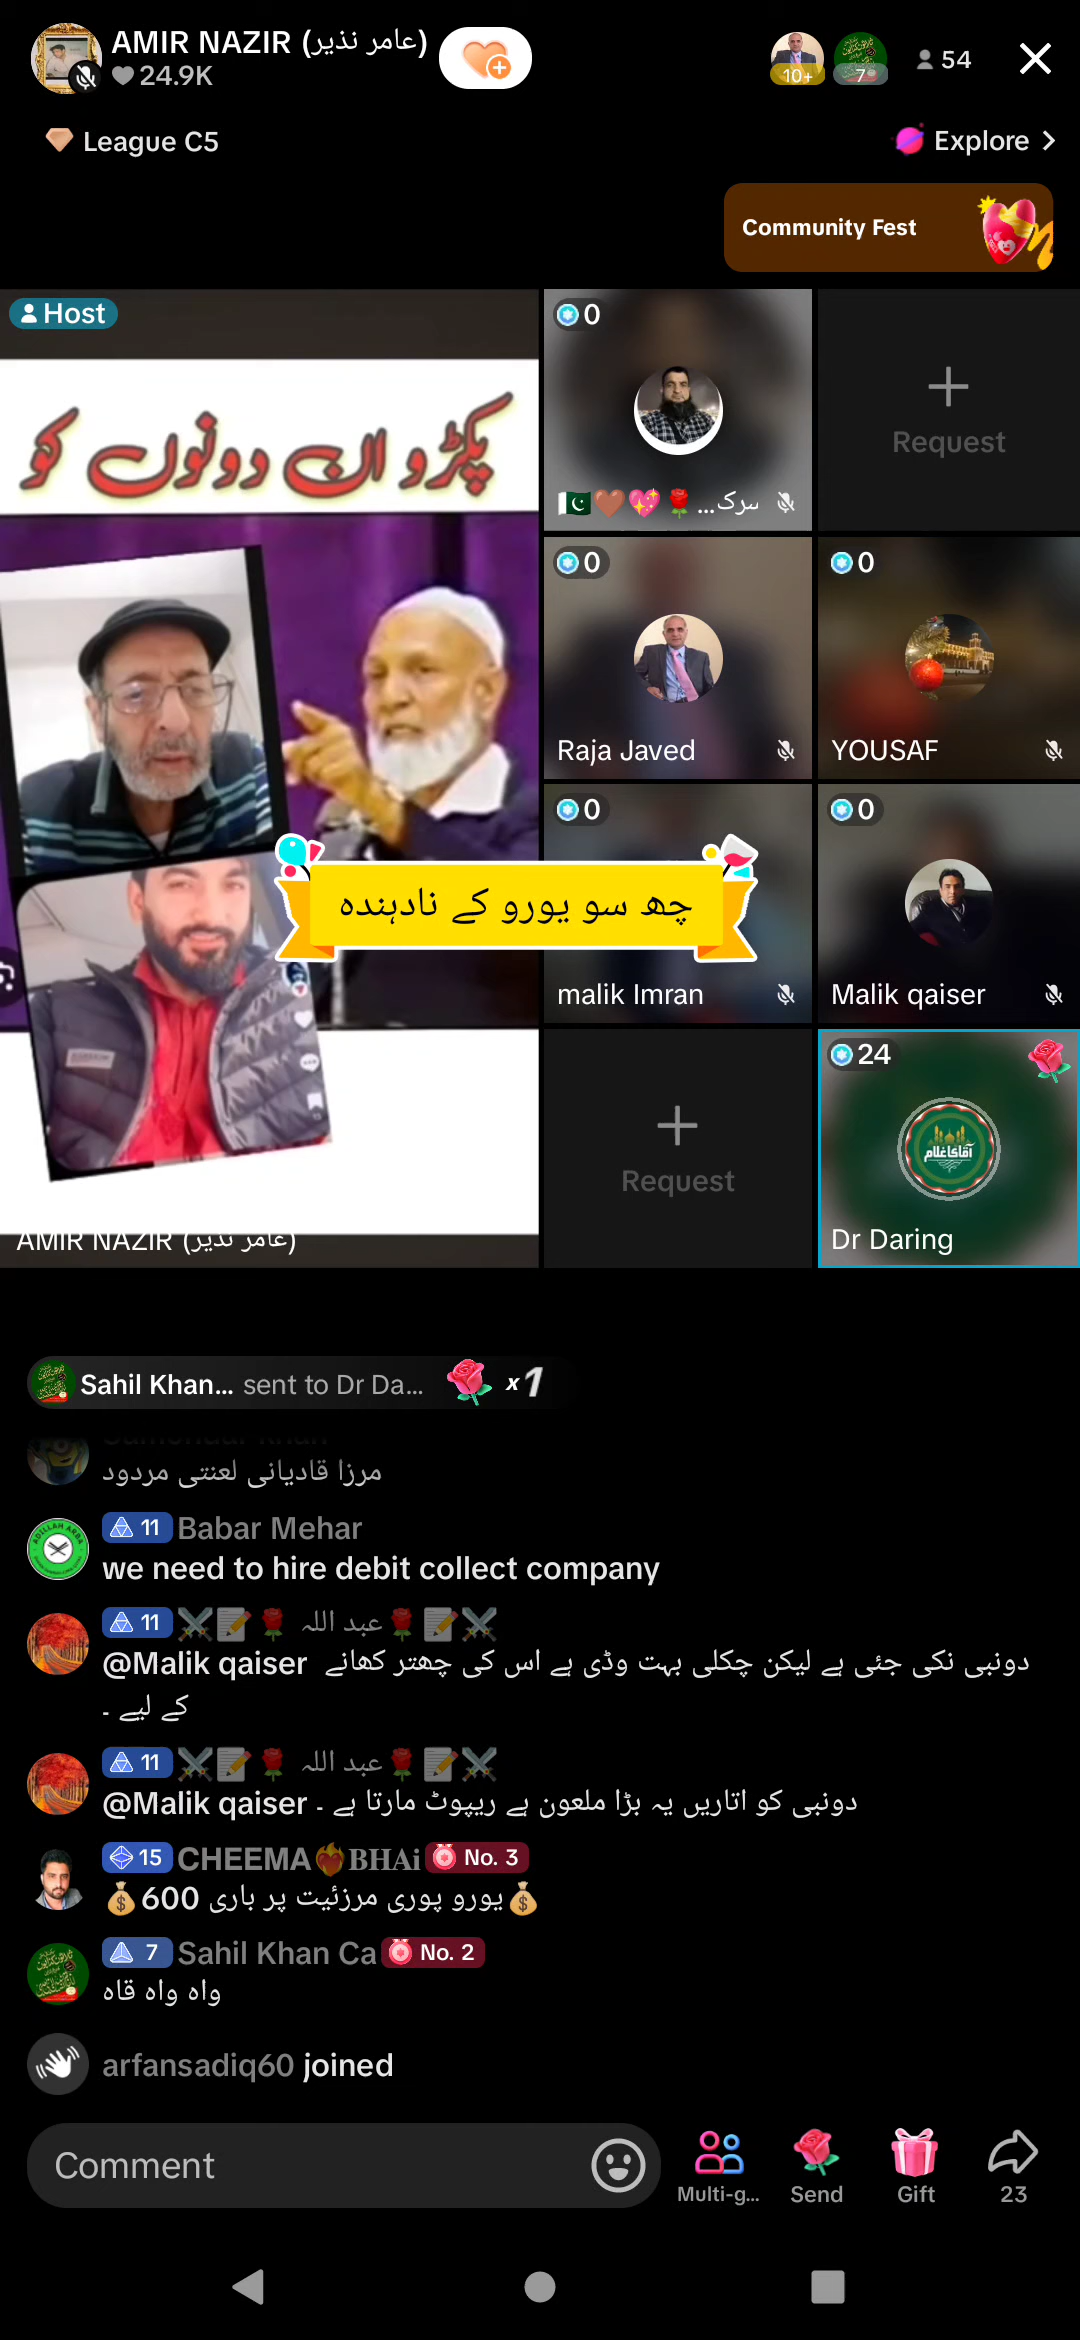 AMIR NAZIR (عامر نذیر)
24.9K
10+
7
54
League C5
Explore
Community Fest
Host
پکڑو ان دونوں کو
0
سرک...
Request
0
Raja Javed
0
YOUSAF
چھ سو یورو کے نادہندہ
0
malik Imran
0
Malik qaiser
Request
24
آقا کا غلام
Dr Daring
AMIR NAZIR (عامر نذیر)
Sahil Khan... sent to Dr Da... x1
Samundar khan
مرزا قادیانی لعنتی مردود
11 Babar Mehar
we need to hire debit collect company
11 ⚔📝🌹 عبد اللہ 🌹📝⚔
@Malik qaiser دونبی نکی جئی ہے لیکن چکلی بہت وڈی ہے اس کی چھتر کھانے
کے لیے ۔
11 ⚔📝🌹 عبد اللہ 🌹📝⚔
@Malik qaiser دونبی کو اتاریں یہ بڑا ملعون ہے ریپوٹ مارتا ہے ۔
15 CHEEMA❤️‍🔥BHAi No. 3
💰600 یورو پوری مرزئیت پر باری💰
7 Sahil Khan Ca No. 2
واہ واہ قاہ
arfansadiq60 joined
Comment
Multi-g...
Send
Gift
23